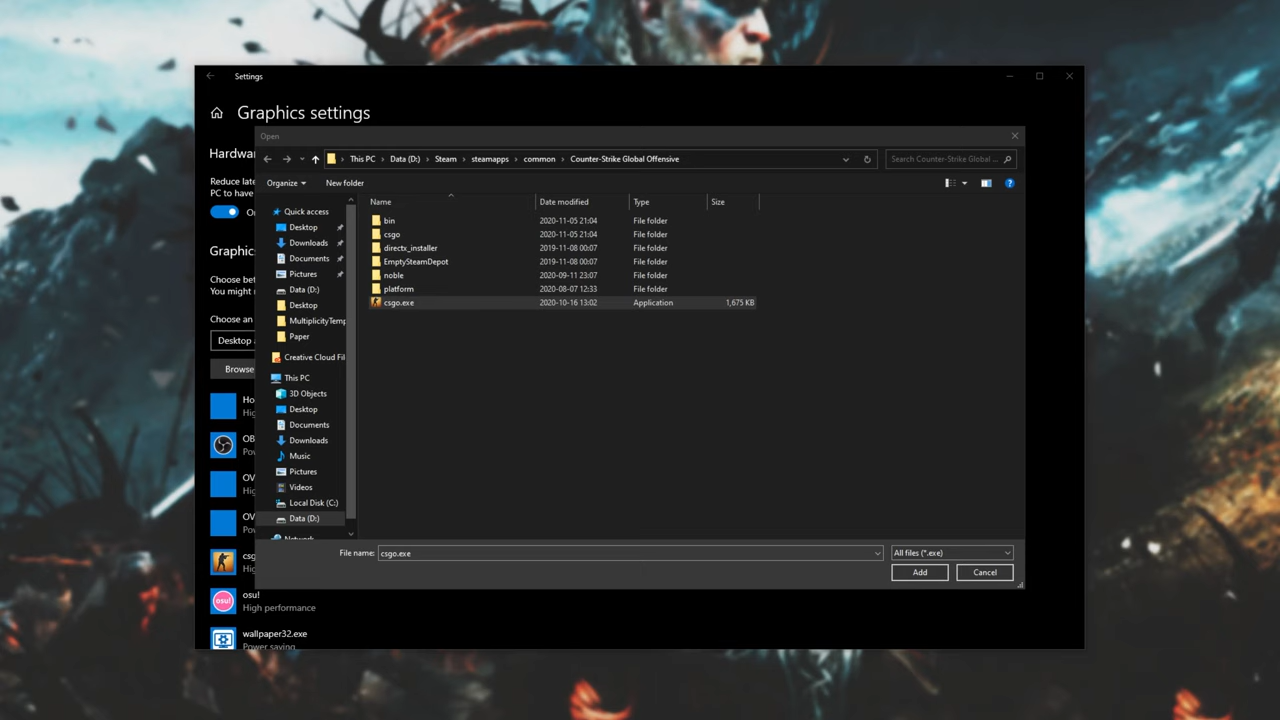 Settings
Graphics settings
Open
This PC Data (D:) Steam steamapps common Counter-Strike Global Offensive
Search Counter-Strike Global ...
Organize New folder
Hardwa
Reduce late
PC to have
On
Graphic
Choose bet
You might
Choose an
Desktop
Browse
Ho
Hig
OB
Pow
OV
Hig
OV
Pow
csg
Hig
osu!
High performance
wallpaper32.exe
Power saving
Quick access
Desktop
Downloads
Documents
Pictures
Data (D:)
Desktop
MultiplicityTemp
Paper
Creative Cloud Fil
This PC
3D Objects
Desktop
Documents
Downloads
Music
Pictures
Videos
Local Disk (C:)
Data (D:)
Network
Name Date modified Type Size
bin 2020-11-05 21:04 File folder
csgo 2020-11-05 21:04 File folder
directx_installer 2019-11-08 00:07 File folder
EmptySteamDepot 2019-11-08 00:07 File folder
noble 2020-09-11 23:07 File folder
platform 2020-08-07 12:33 File folder
csgo.exe 2020-10-16 13:02 Application 1,675 KB
File name: csgo.exe All files (*.exe)
Add Cancel